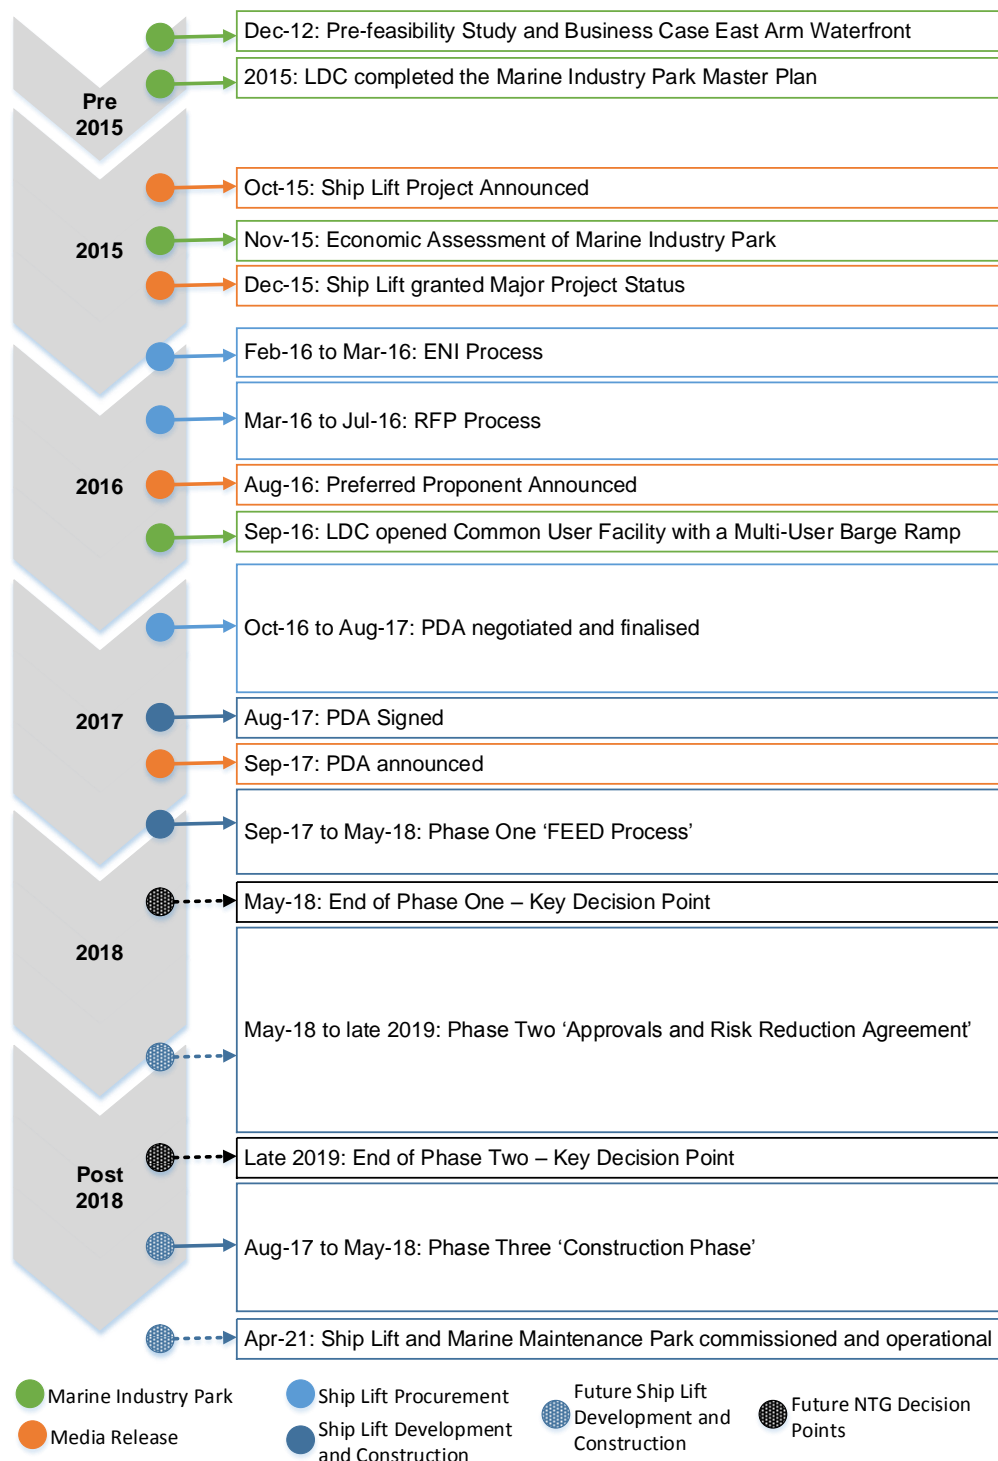 Dec-12: Pre-feasibility Study and Business Case East Arm Waterfront
2015: LDC completed the Marine Industry Park Master Plan
Pre
2015
Oct-15: Ship Lift Project Announced
Nov-15: Economic Assessment of Marine Industry Park
2015
Dec-15: Ship Lift granted Major Project Status
Feb-16 to Mar-16: ENI Process
Mar-16 to Jul-16: RFP Process
2016
Aug-16: Preferred Proponent Announced
Sep-16: LDC opened Common User Facility with a Multi-User Barge Ramp
Oct-16 to Aug-17: PDA negotiated and finalised
2017
Aug-17: PDA Signed
Sep-17: PDA announced
Sep-17 to May-18: Phase One ‘FEED Process’
May-18: End of Phase One – Key Decision Point
2018
May-18 to late 2019: Phase Two ‘Approvals and Risk Reduction Agreement’
Late 2019: End of Phase Two – Key Decision Point
Post
2018
Aug-17 to May-18: Phase Three ‘Construction Phase’
Apr-21: Ship Lift and Marine Maintenance Park commissioned and operational
Marine Industry Park
Media Release
Ship Lift Procurement
Ship Lift Development
and Construction
Future Ship Lift
Development and
Construction
Future NTG Decision
Points